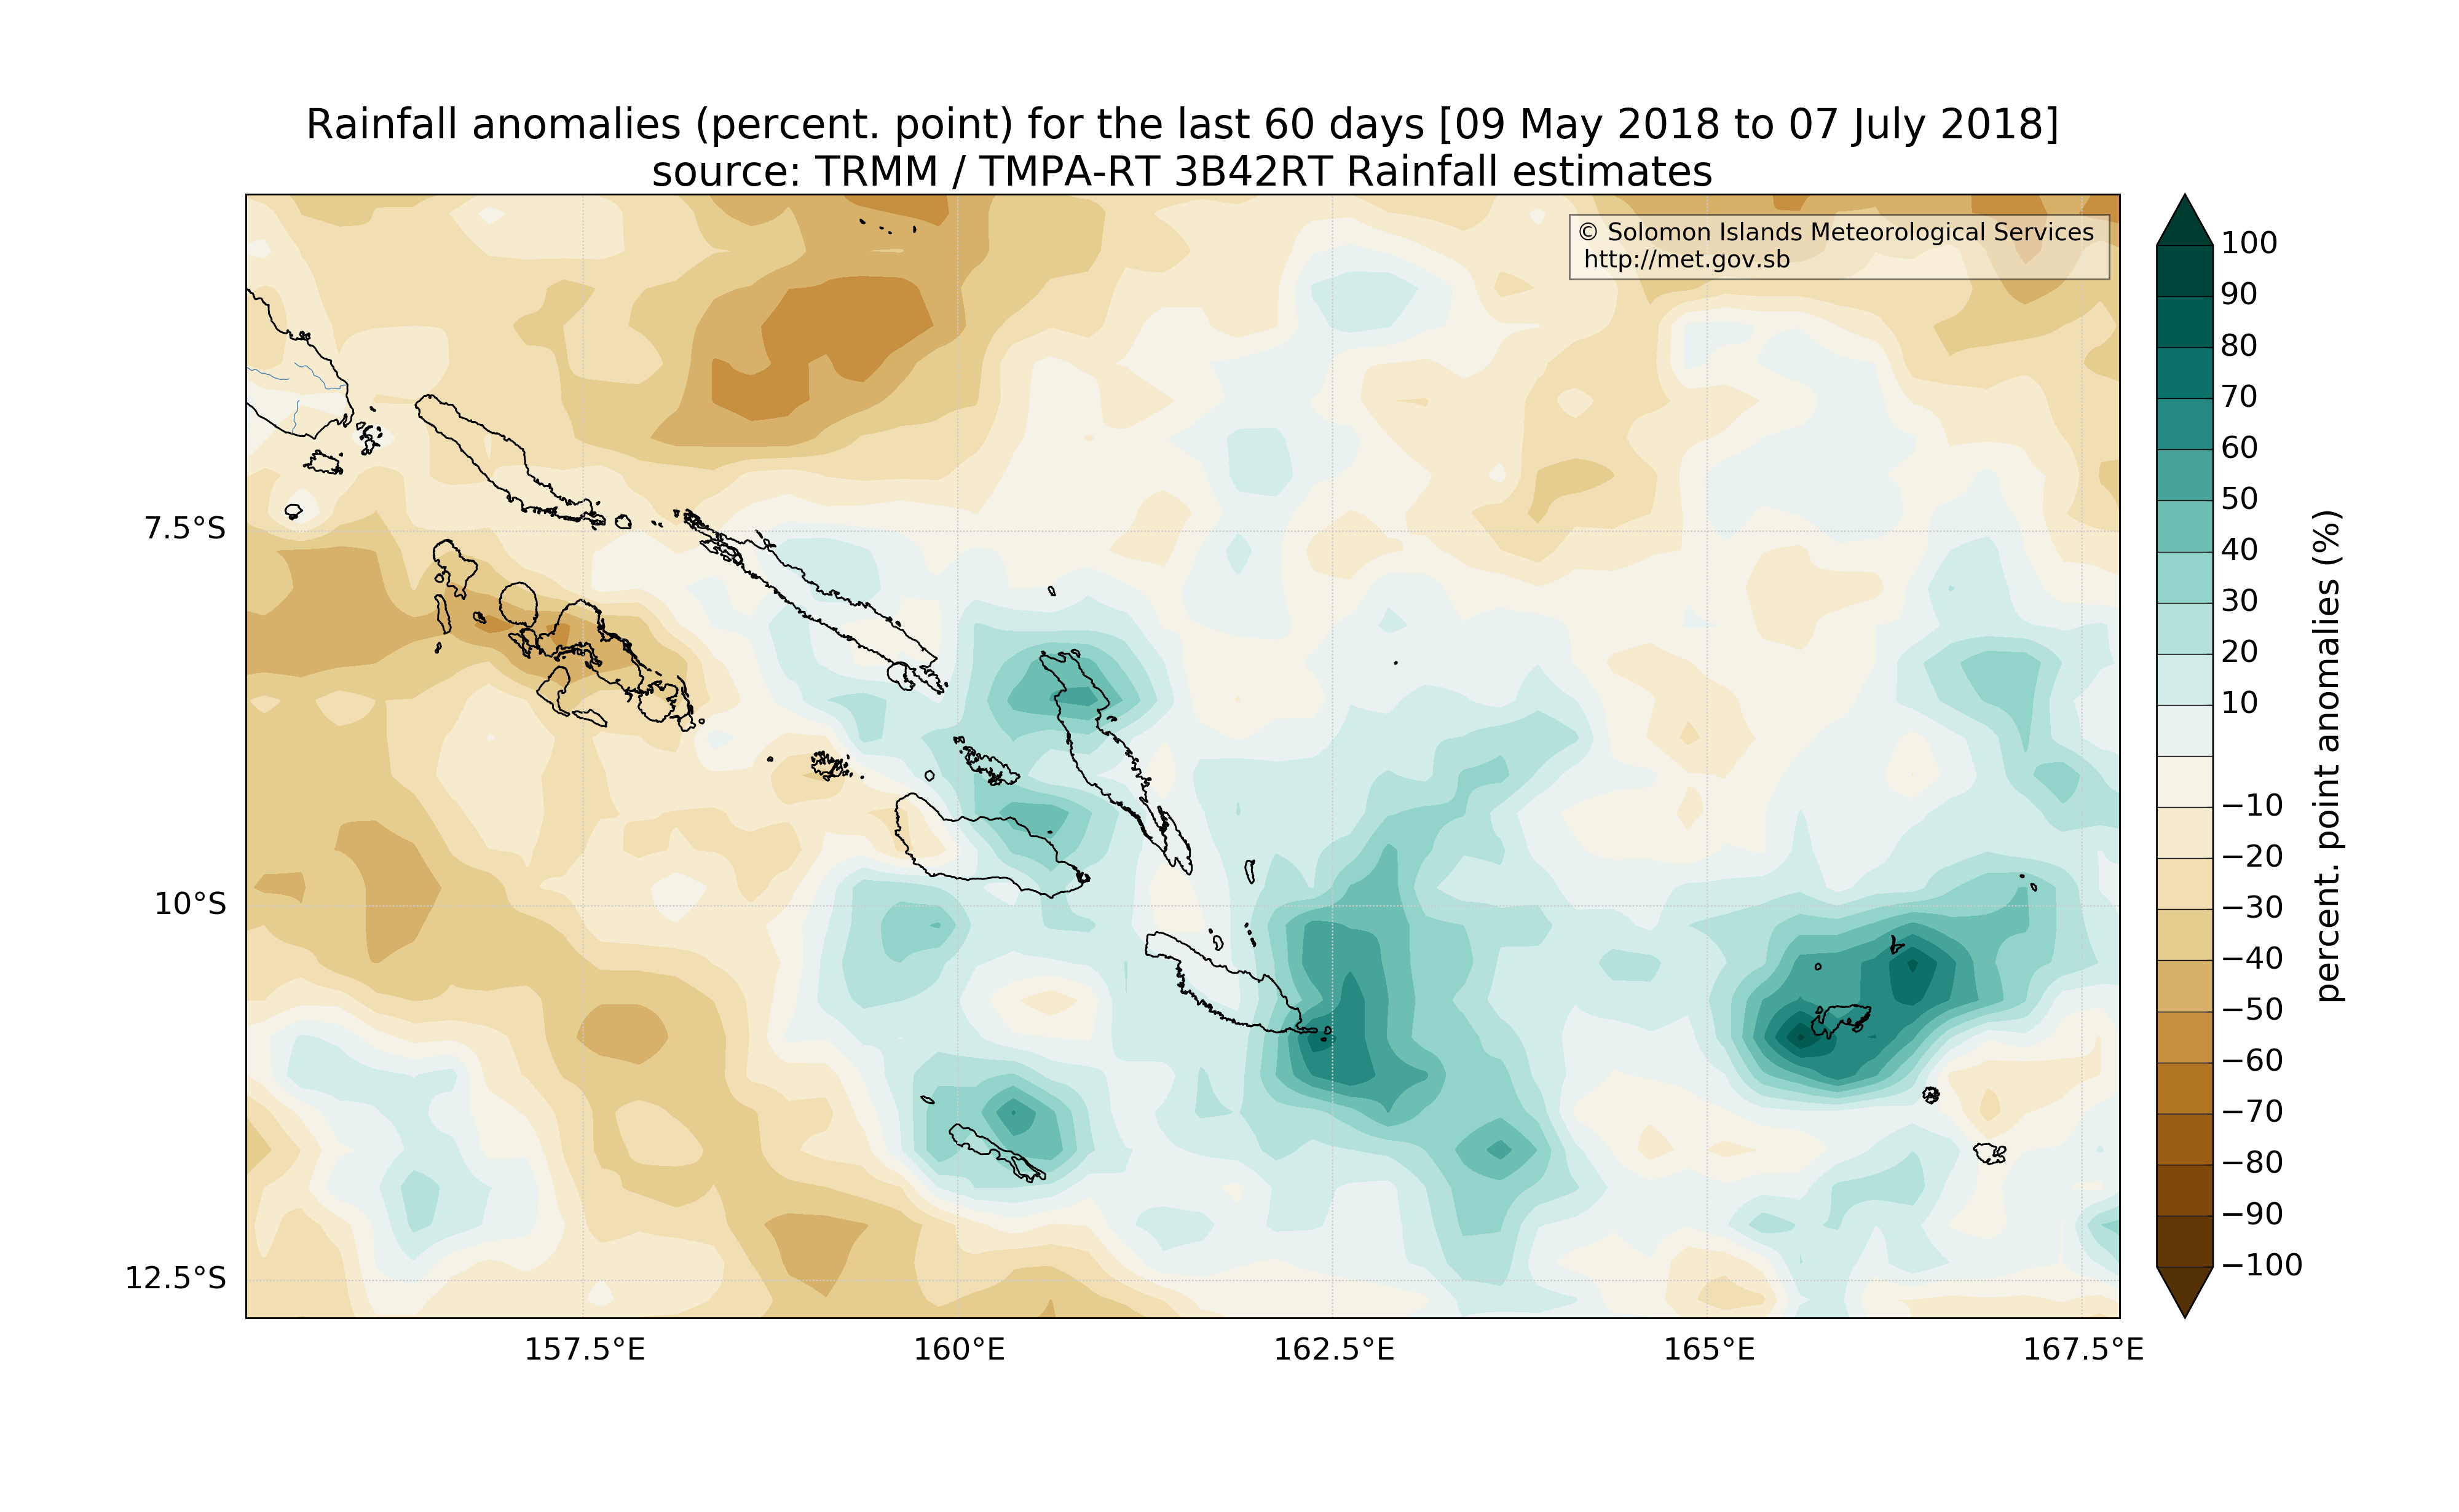 Rainfall anomalies (percent. point) for the last 60 days [09 May 2018 to 07 July 2018]
source: TRMM / TMPA-RT 3B42RT Rainfall estimates
© Solomon Islands Meteorological Services
http://met.gov.sb
7.5°S
10°S
12.5°S
157.5°E
160°E
162.5°E
165°E
167.5°E
100
90
80
70
60
50
40
30
20
10
−10
−20
−30
−40
−50
−60
−70
−80
−90
−100
percent. point anomalies (%)